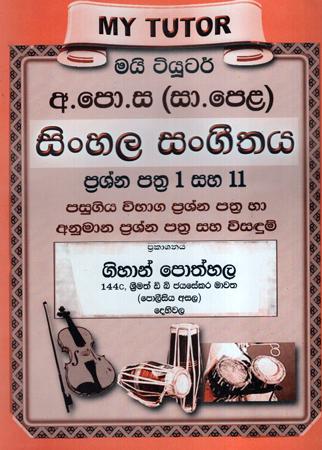 MY TUTOR
මයි ටියුටර්
අ.පො.ස (සා.පෙළ)
සිංහල සංගීතය
ප්‍රශ්න පත්‍ර 1 සහ 11
පසුගිය විභාග ප්‍රශ්න පත්‍ර හා
අනුමාන ප්‍රශ්න පත්‍ර සහ විසඳුම්
ප්‍රකාශනය
ගිහාන් පොත්හල
144C, ශ්‍රීමත් ඩී බී ජයසේකර මාවත
(පොලීසිය අසල)
දෙහිවල